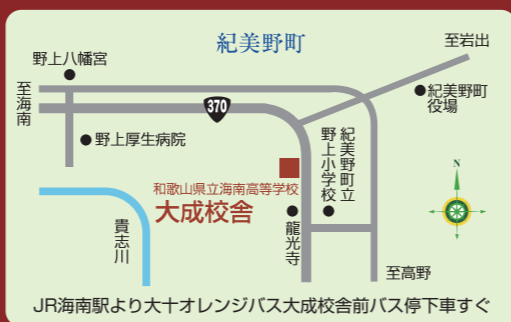 紀美野町
至岩出
野上八幡宮
至海南
370
紀美野町
役場
野上厚生病院
紀美野町立
野上小学校
N
和歌山県立海南高等学校
大成校舎
貴志川
龍光寺
至高野
JR海南駅より大十オレンジバス大成校舎前バス停下車すぐ